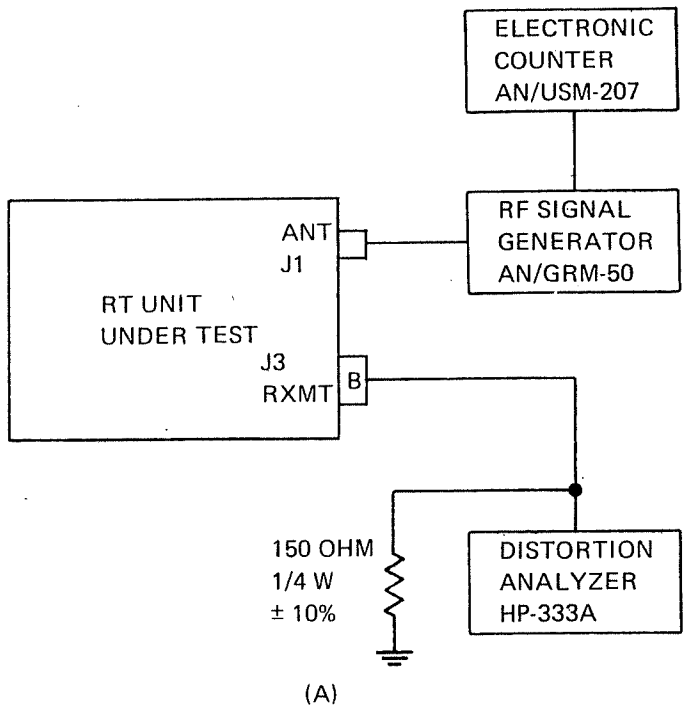 ELECTRONIC
COUNTER
AN/USM-207
RF SIGNAL
GENERATOR
AN/GRM-50
ANT
J1
RT UNIT
UNDER TEST
J3
RXMT
B
150 OHM
1/4 W
± 10%
DISTORTION
ANALYZER
HP-333A
(A)